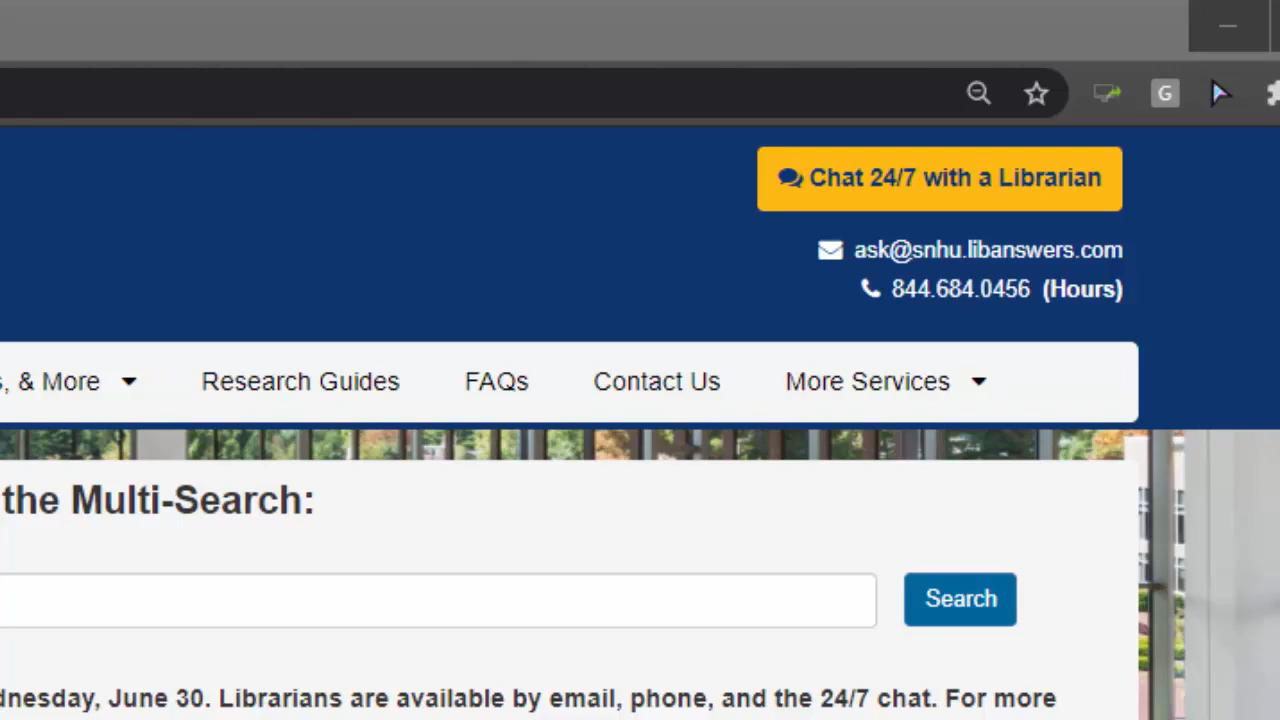 G
Chat 24/7 with a Librarian
ask@snhu.libanswers.com
844.684.0456 (Hours)
, & More
Research Guides
FAQs
Contact Us
More Services
the Multi-Search:
Search
dnesday, June 30. Librarians are available by email, phone, and the 24/7 chat. For more